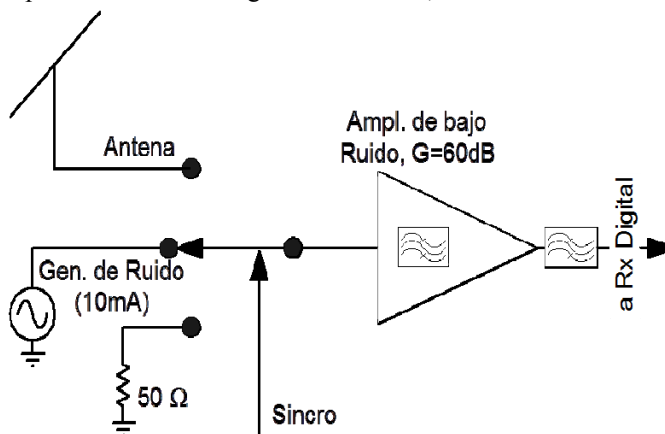 Antena
Ampl. de bajo
Ruido, G=60dB
Gen. de Ruido
(10mA)
50 Ω
Sincro
a Rx Digital